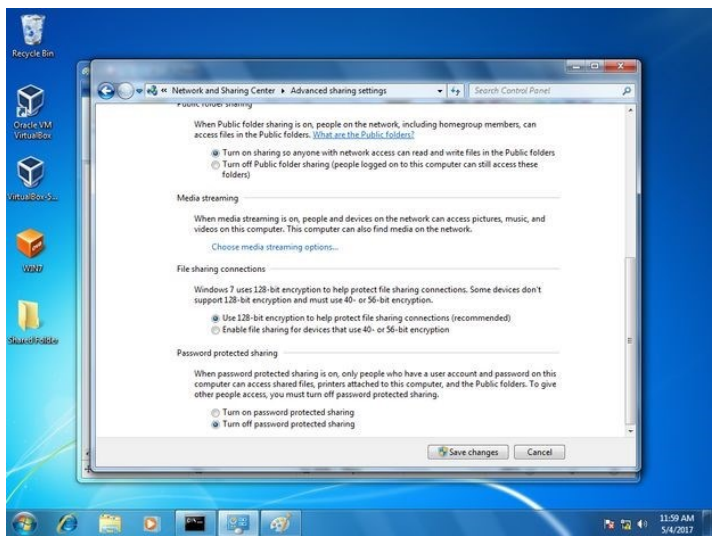 Recycle Bin
Oracle VM
VirtualBox
VirtualBox-5...
WIN7
Shared Folder
« Network and Sharing Center ▸ Advanced sharing settings
Search Control Panel
Public folder sharing
When Public folder sharing is on, people on the network, including homegroup members, can
access files in the Public folders. What are the Public folders?
Turn on sharing so anyone with network access can read and write files in the Public folders
Turn off Public folder sharing (people logged on to this computer can still access these
folders)
Media streaming
When media streaming is on, people and devices on the network can access pictures, music, and
videos on this computer. This computer can also find media on the network.
Choose media streaming options...
File sharing connections
Windows 7 uses 128-bit encryption to help protect file sharing connections. Some devices don't
support 128-bit encryption and must use 40- or 56-bit encryption.
Use 128-bit encryption to help protect file sharing connections (recommended)
Enable file sharing for devices that use 40- or 56-bit encryption
Password protected sharing
When password protected sharing is on, only people who have a user account and password on this
computer can access shared files, printers attached to this computer, and the Public folders. To give
other people access, you must turn off password protected sharing.
Turn on password protected sharing
Turn off password protected sharing
Save changes
Cancel
11:59 AM
5/4/2017